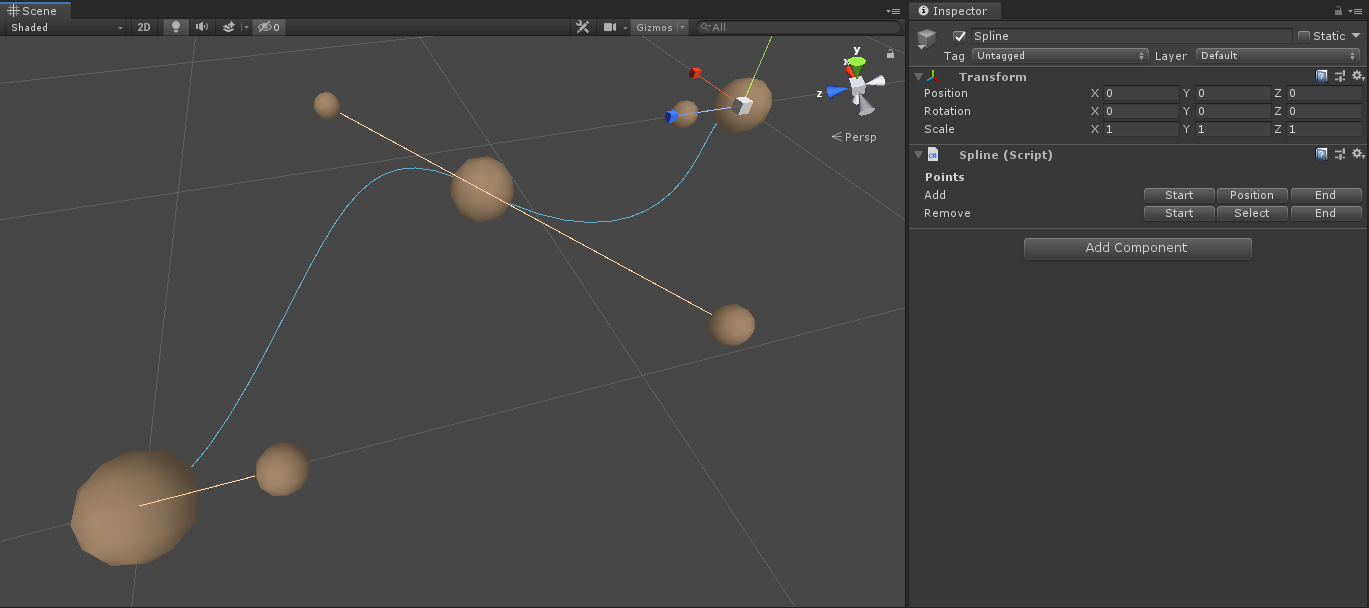 Scene
Shaded 2D 0 Gizmos All
y
x
z
Persp
Inspector
Spline Static
Tag Untagged Layer Default
Transform
Position X 0 Y 0 Z 0
Rotation X 0 Y 0 Z 0
Scale X 1 Y 1 Z 1
C# Spline (Script)
Points
Add Start Position End
Remove Start Select End
Add Component